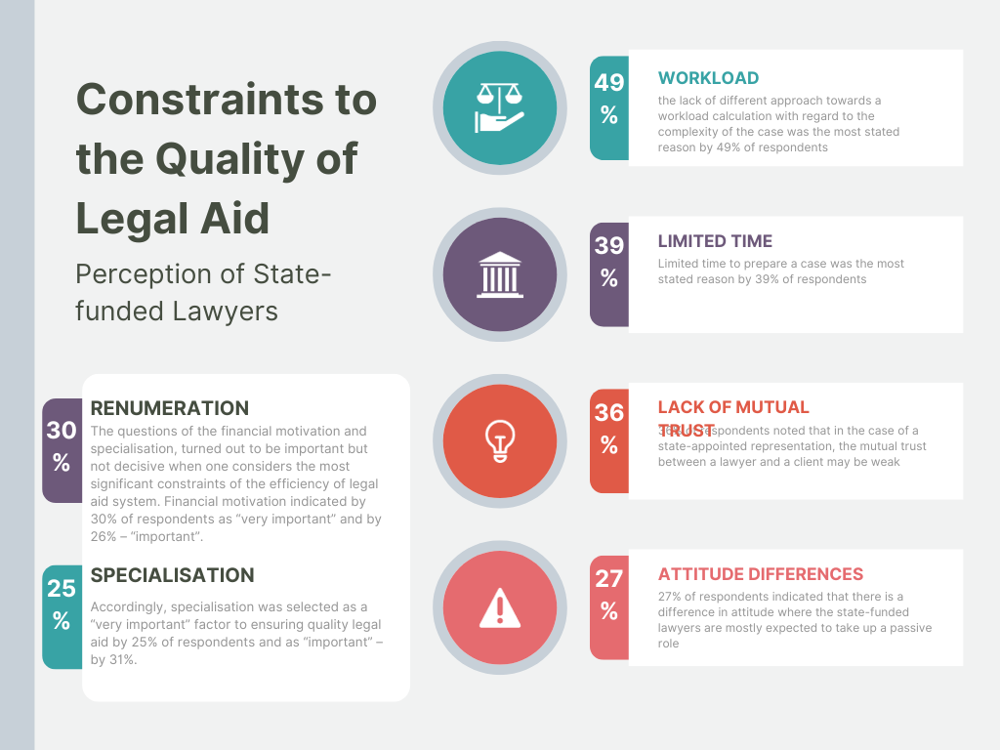 Constraints to
the Quality of
Legal Aid
Perception of State-
funded Lawyers
30
%
RENUMERATION
The questions of the financial motivation and
specialisation, turned out to be important but
not decisive when one considers the most
significant constraints of the efficiency of legal
aid system. Financial motivation indicated by
30% of respondents as “very important” and by
26% – “important”.
25
%
SPECIALISATION
Accordingly, specialisation was selected as a
“very important” factor to ensuring quality legal
aid by 25% of respondents and as “important” –
by 31%.
49
%
WORKLOAD
the lack of different approach towards a
workload calculation with regard to the
complexity of the case was the most stated
reason by 49% of respondents
39
%
LIMITED TIME
Limited time to prepare a case was the most
stated reason by 39% of respondents
36
%
LACK OF MUTUAL
TRUST
respondents noted that in the case of a
state-appointed representation, the mutual trust
between a lawyer and a client may be weak
27
%
ATTITUDE DIFFERENCES
27% of respondents indicated that there is a
difference in attitude where the state-funded
lawyers are mostly expected to take up a passive
role